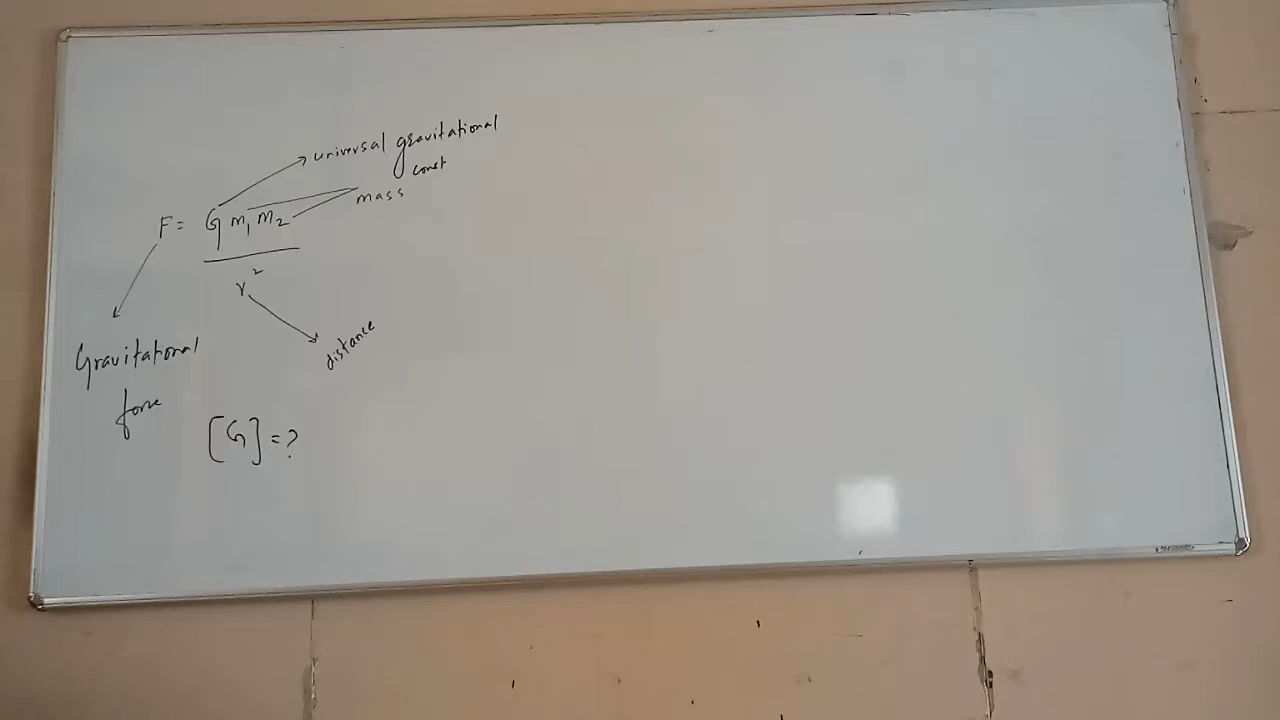 universal gravitational
const
mass
F = G m₁ m₂
r²
distance
Gravitational
force
[G] = ?